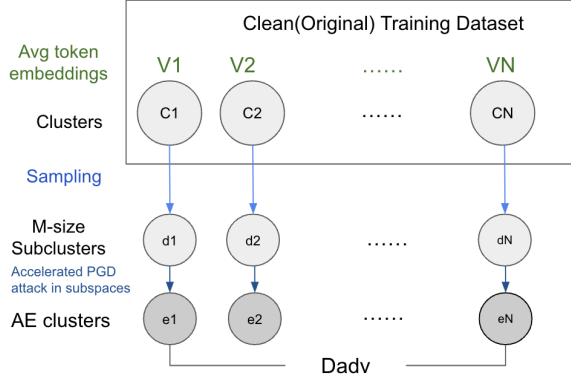 Clean(Original) Training Dataset
Avg token
embeddings
V1 V2 ...... VN
Clusters
C1 C2 ...... CN
Sampling
M-size
Subclusters
d1 d2 ...... dN
Accelerated PGD
attack in subspaces
AE clusters
e1 e2 ...... eN
Dadv